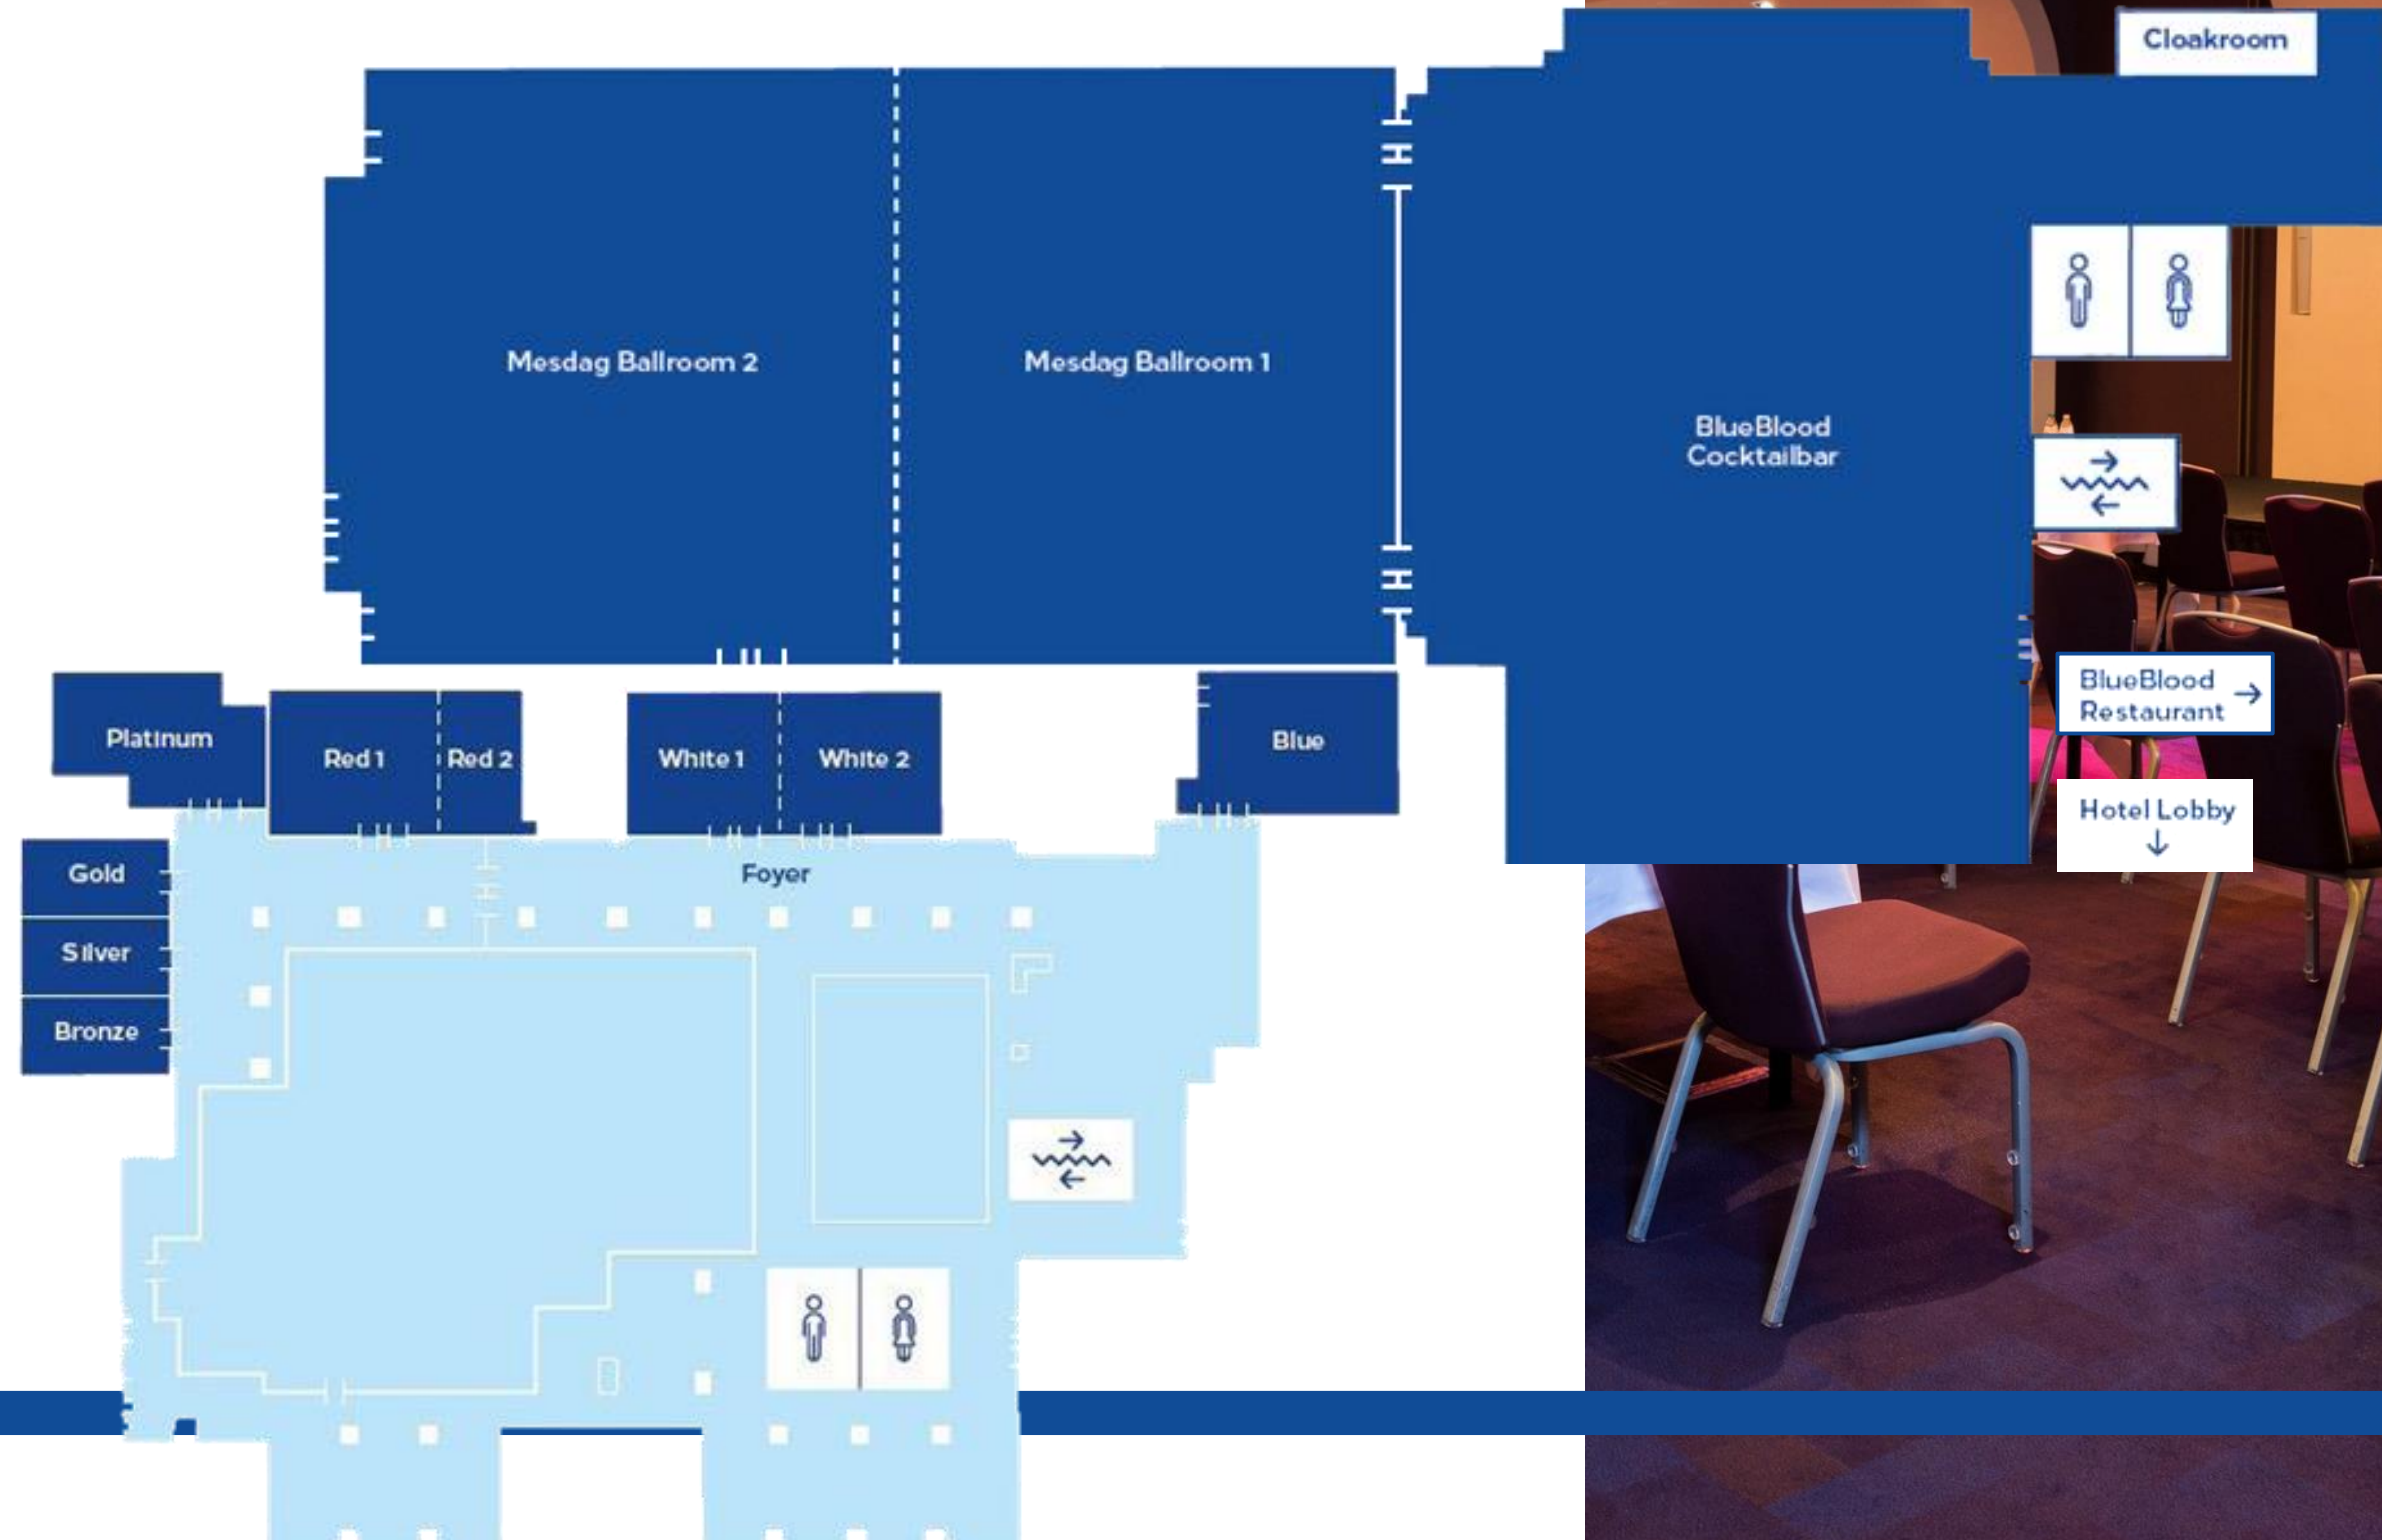 Cloakroom
Mesdag Ballroom 2
Mesdag Ballroom 1
BlueBlood
Cocktailbar
BlueBlood
Restaurant →
Hotel Lobby
↓
Platinum
Red 1
Red 2
White 1
White 2
Blue
Gold
Foyer
Silver
Bronze